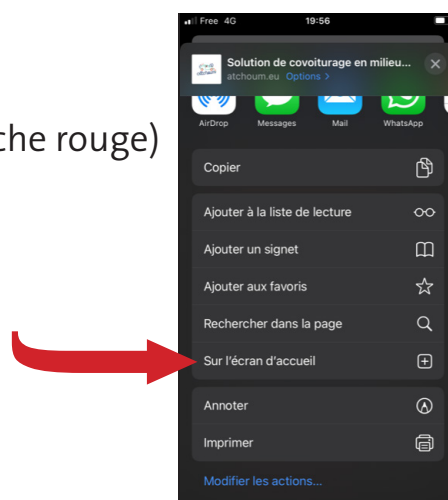 Free 4G 19:56
Solution de covoiturage en milieu...
atchoum.eu Options >
AirDrop Messages Mail WhatsApp
che rouge)
Copier
Ajouter à la liste de lecture
Ajouter un signet
Ajouter aux favoris
Rechercher dans la page
Sur l'écran d'accueil
Annoter
Imprimer
Modifier les actions...